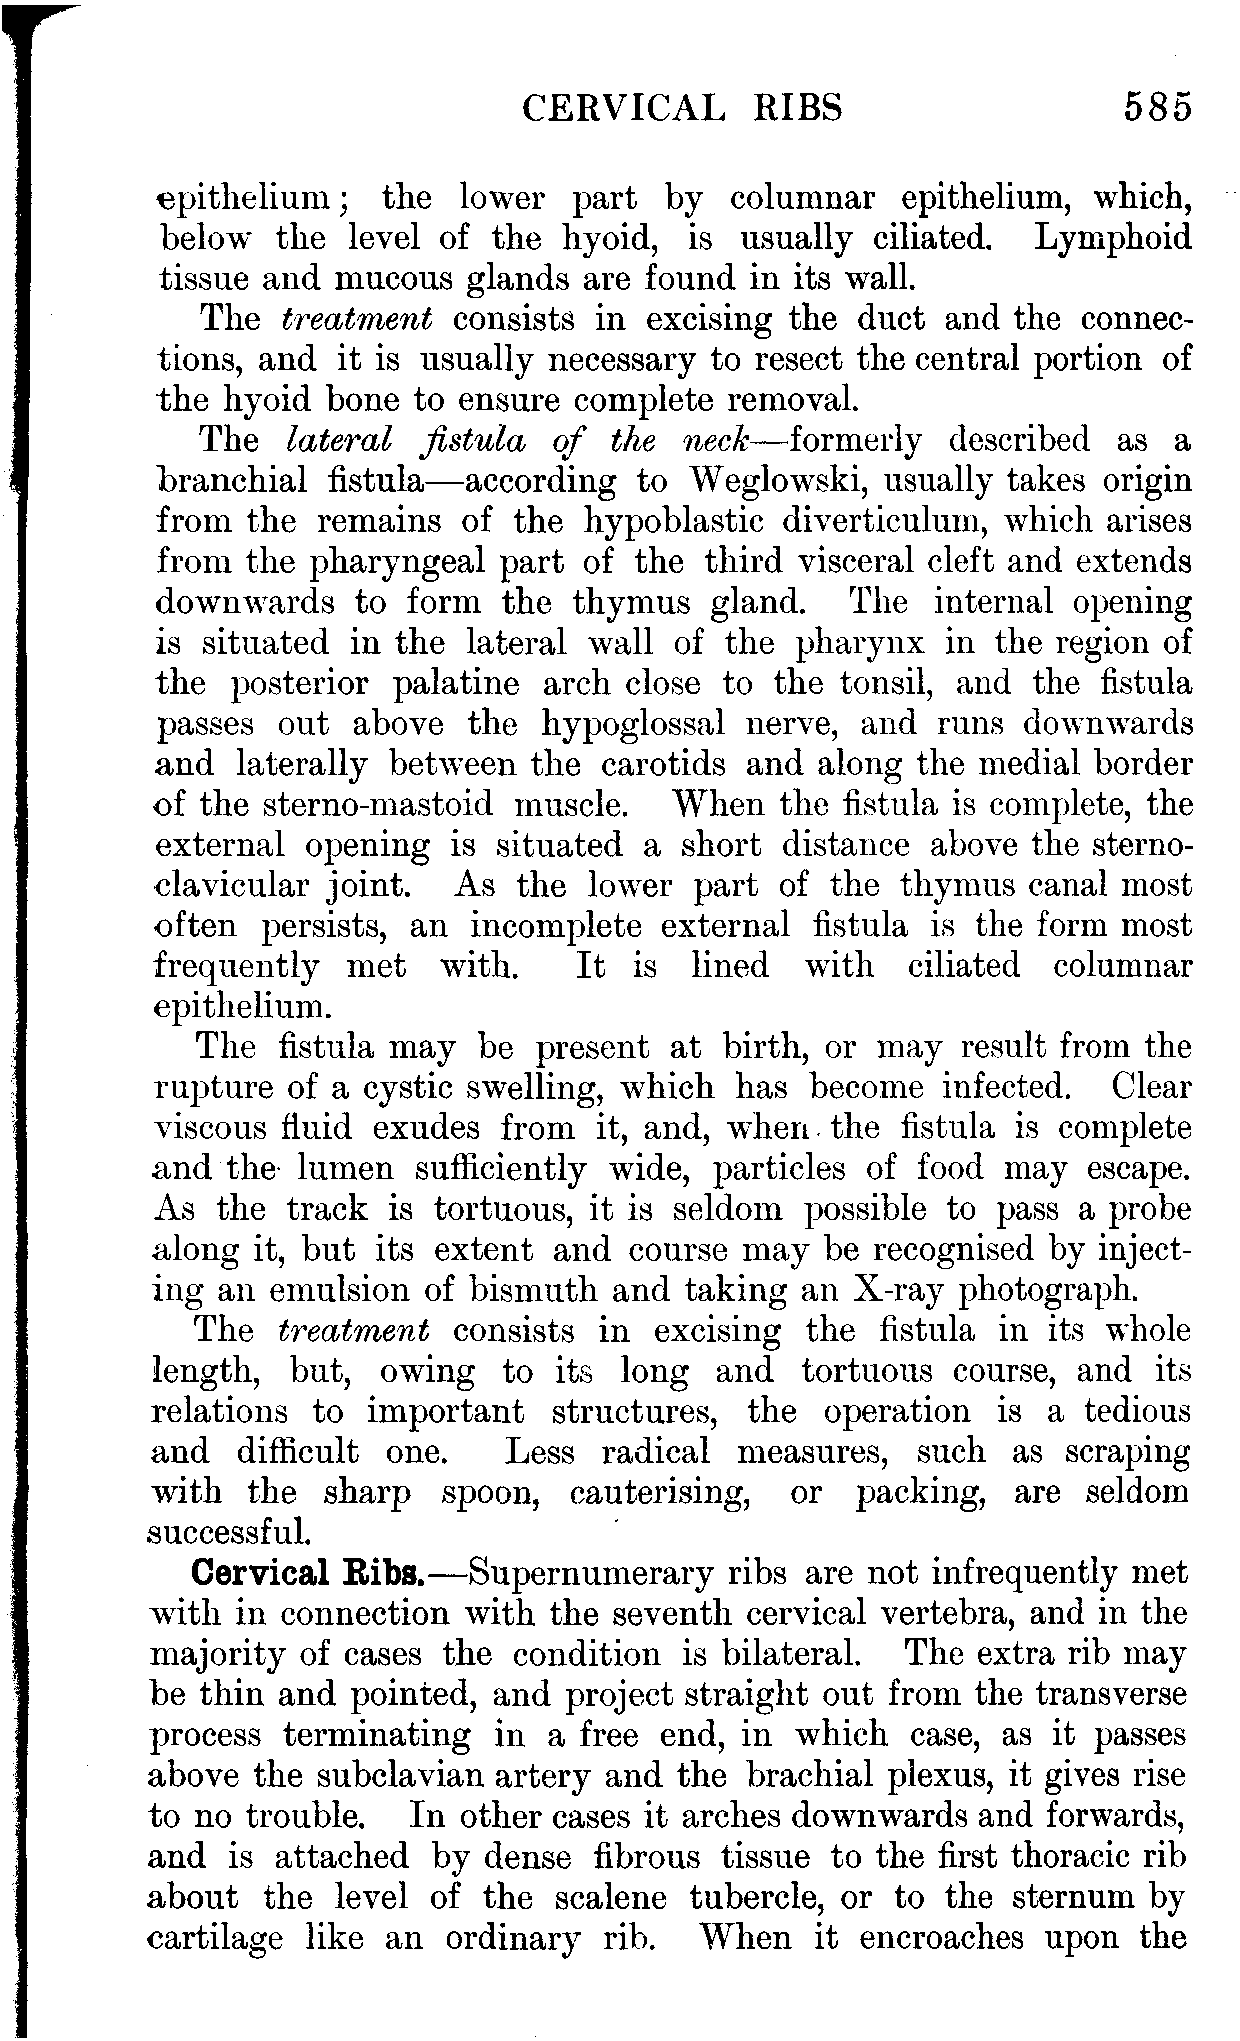 CERVICAL RIBS 585
epithelium; the lower part by columnar epithelium, which,
below the level of the hyoid, is usually ciliated. Lymphoid
tissue and mucous glands are found in its wall.
The treatment consists in excising the duct and the connec-
tions, and it is usually necessary to resect the central portion of
the hyoid bone to ensure complete removal.
The lateral fistula of the neck—formerly described as a
branchial fistula—according to Weglowski, usually takes origin
from the remains of the hypoblastic diverticulum, which arises
from the pharyngeal part of the third visceral cleft and extends
downwards to form the thymus gland. The internal opening
is situated in the lateral wall of the pharynx in the region of
the posterior palatine arch close to the tonsil, and the fistula
passes out above the hypoglossal nerve, and runs downwards
and laterally between the carotids and along the medial border
of the sterno-mastoid muscle. When the fistula is complete, the
external opening is situated a short distance above the sterno-
clavicular joint. As the lower part of the thymus canal most
often persists, an incomplete external fistula is the form most
frequently met with. It is lined with ciliated columnar
epithelium.
The fistula may be present at birth, or may result from the
rupture of a cystic swelling, which has become infected. Clear
viscous fluid exudes from it, and, when the fistula is complete
and the lumen sufficiently wide, particles of food may escape.
As the track is tortuous, it is seldom possible to pass a probe
along it, but its extent and course may be recognised by inject-
ing an emulsion of bismuth and taking an X-ray photograph.
The treatment consists in excising the fistula in its whole
length, but, owing to its long and tortuous course, and its
relations to important structures, the operation is a tedious
and difficult one. Less radical measures, such as scraping
with the sharp spoon, cauterising, or packing, are seldom
successful.
Cervical Ribs.—Supernumerary ribs are not infrequently met
with in connection with the seventh cervical vertebra, and in the
majority of cases the condition is bilateral. The extra rib may
be thin and pointed, and project straight out from the transverse
process terminating in a free end, in which case, as it passes
above the subclavian artery and the brachial plexus, it gives rise
to no trouble. In other cases it arches downwards and forwards,
and is attached by dense fibrous tissue to the first thoracic rib
about the level of the scalene tubercle, or to the sternum by
cartilage like an ordinary rib. When it encroaches upon the